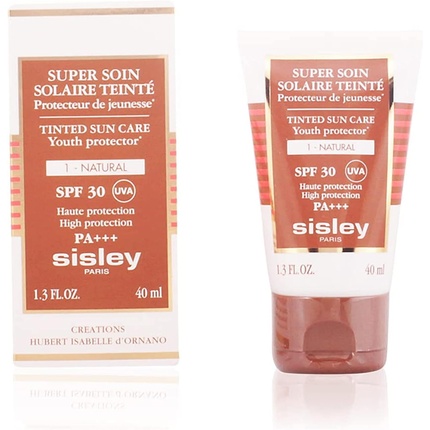 SUPER SOIN
SOLAIRE TEINTÉ
Protecteur de jeunesse*
TINTED SUN CARE
Youth protector*
1 - NATURAL
SPF 30 UVA
Haute protection
High protection
PA+++
sisley
PARIS
1.3 FL.OZ. 40 ml
CREATIONS
HUBERT ISABELLE d'ORNANO
SUPER SOIN
SOLAIRE TEINTÉ
Protecteur de jeunesse*
TINTED SUN CARE
Youth protector*
1 - NATURAL
SPF 30 UVA
Haute protection
High protection
PA+++
sisley
PARIS
1.3 FL.OZ. 40 ml